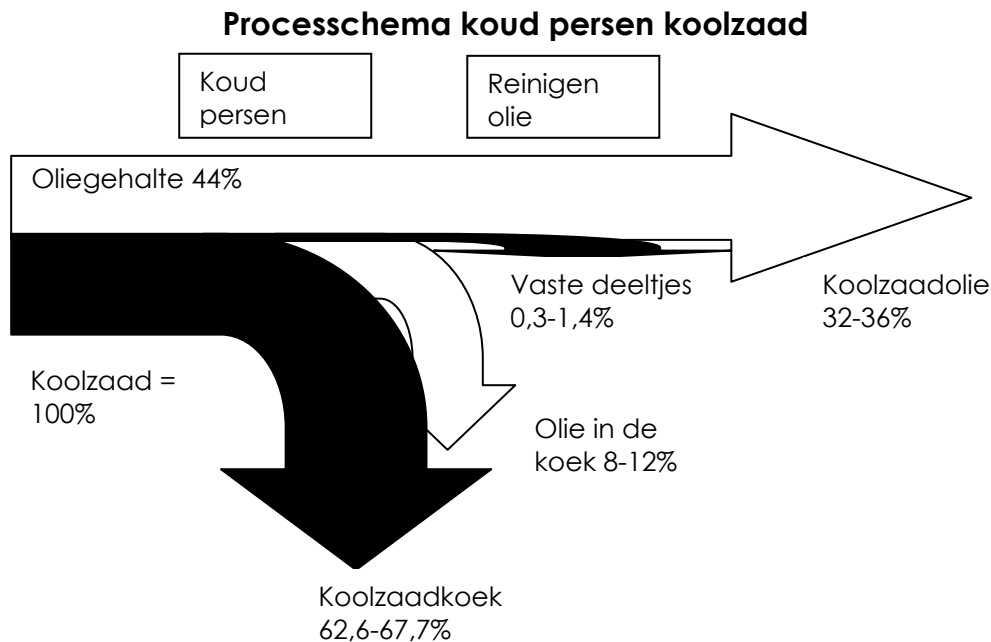 Processchema koud persen koolzaad
Koud
persen
Reinigen
olie
Oliegehalte 44%
Vaste deeltjes
0,3-1,4%
Koolzaadolie
32-36%
Koolzaad =
100%
Olie in de
koek 8-12%
Koolzaadkoek
62,6-67,7%